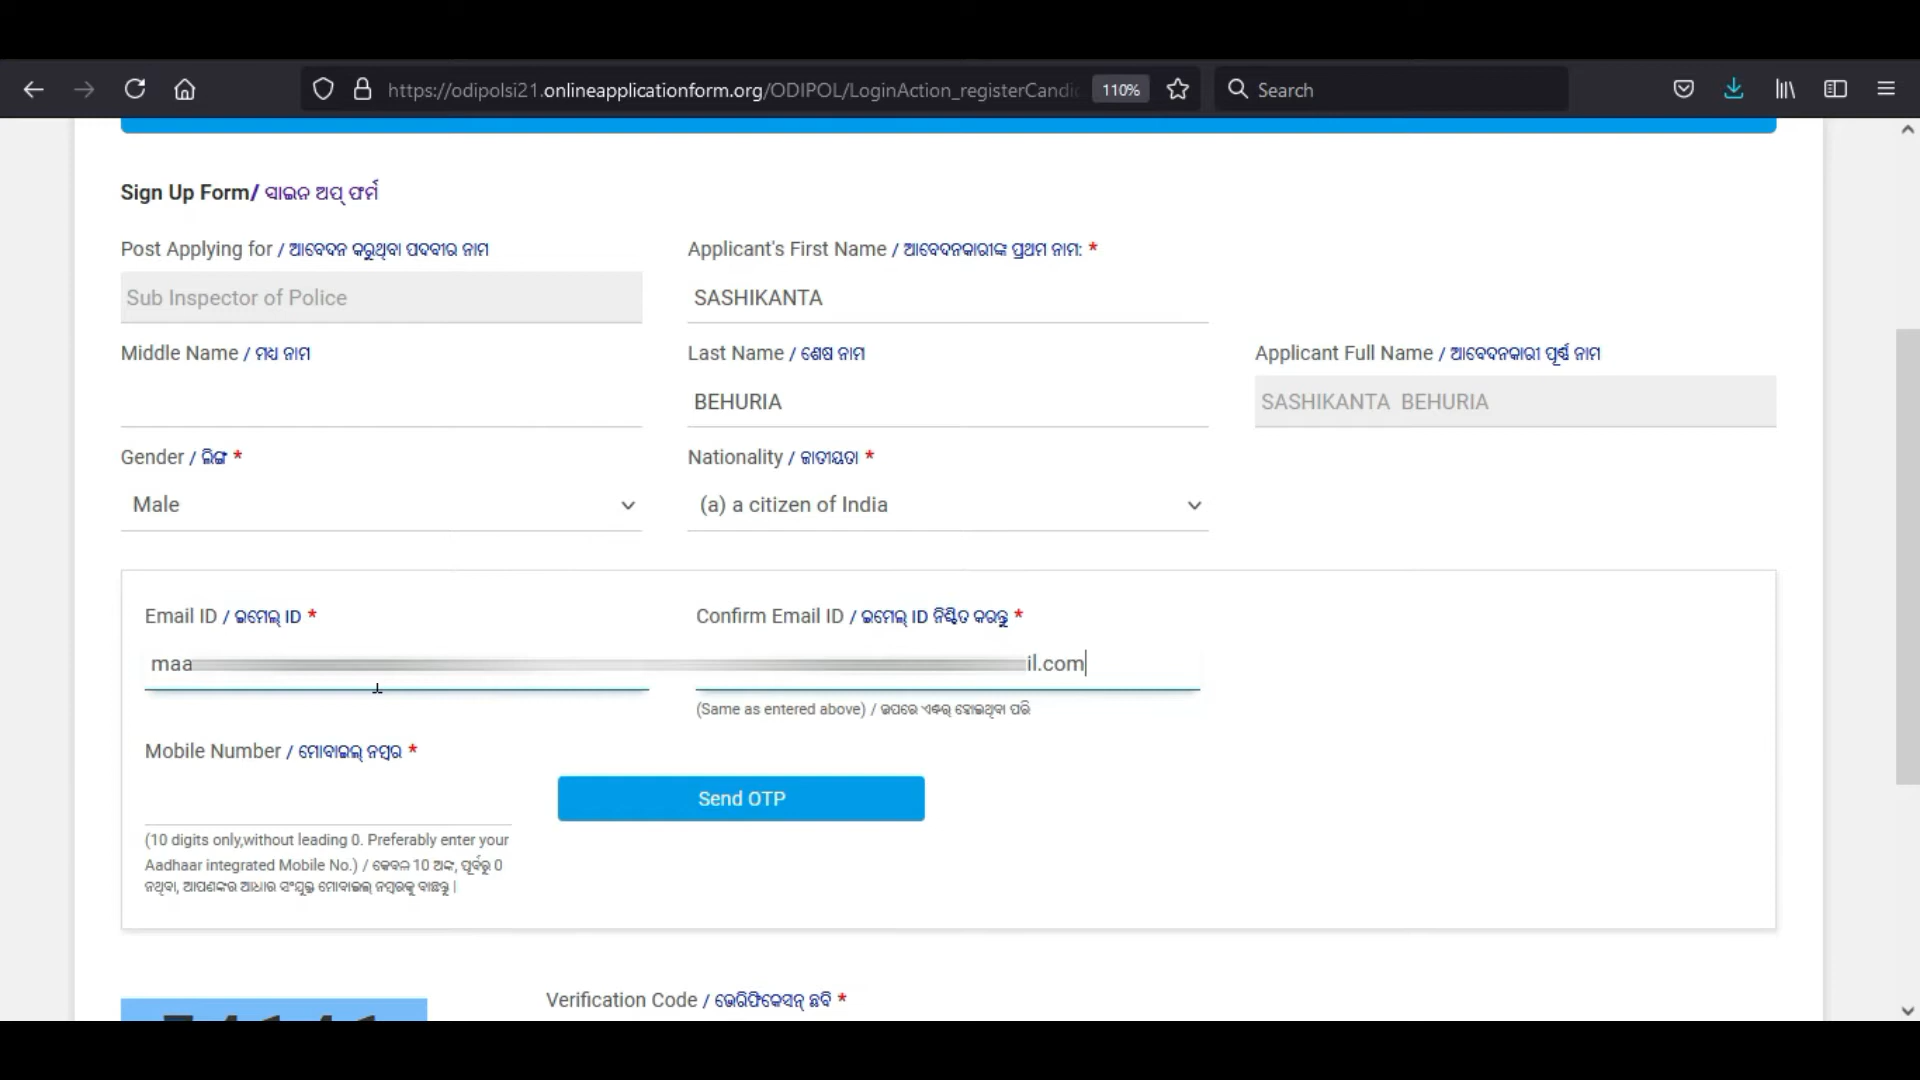 https://odipolsi21.onlineapplicationform.org/ODIPOL/LoginAction_registerCandic 110% Search
Sign Up Form/ ସାଇନ ଅପ୍ ଫର୍ମ
Post Applying for / ଆବେଦନ କରୁଥିବା ପଦବୀର ନାମ
Applicant's First Name / ଆବେଦନକାରୀଙ୍କ ପ୍ରଥମ ନାମ: *
Sub Inspector of Police
SASHIKANTA
Middle Name / ମଧ୍ୟ ନାମ
Last Name / ଶେଷ ନାମ
Applicant Full Name / ଆବେଦନକାରୀ ପୂର୍ଣ୍ଣ ନାମ
BEHURIA
SASHIKANTA BEHURIA
Gender / ଲିଙ୍ଗ *
Nationality / ଜାତୀୟତା *
Male
(a) a citizen of India
Email ID / ଇମେଲ୍ ID *
Confirm Email ID / ଇମେଲ୍ ID ନିଶ୍ଚିତ କରନ୍ତୁ *
maa
il.com
(Same as entered above) / ଉପରେ ଏଣ୍ଟର୍ ହୋଇଥିବା ପରି
Mobile Number / ମୋବାଇଲ୍ ନମ୍ବର *
Send OTP
(10 digits only,without leading 0. Preferably enter your
Aadhaar integrated Mobile No.) / କେବଳ 10 ଅଙ୍କ, ପୂର୍ବରୁ 0
ନଥିବା, ଆପଣଙ୍କର ଆଧାର ସଂଯୁକ୍ତ ମୋବାଇଲ୍ ନମ୍ବରକୁ ବାଛନ୍ତୁ |
Verification Code / ଭେରିଫିକେସନ୍ ଛବି *